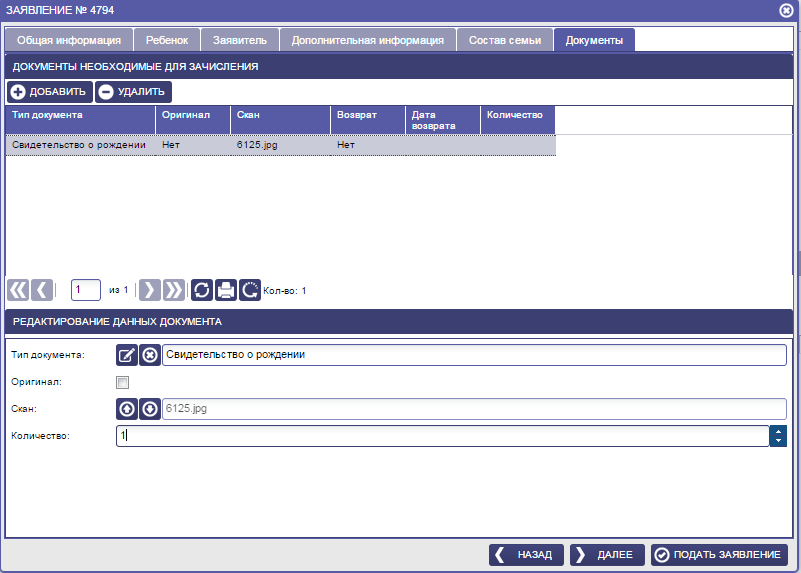 ЗАЯВЛЕНИЕ № 4794
Общая информация Ребенок Заявитель Дополнительная информация Состав семьи Документы
ДОКУМЕНТЫ НЕОБХОДИМЫЕ ДЛЯ ЗАЧИСЛЕНИЯ
ДОБАВИТЬ УДАЛИТЬ
Тип документа Оригинал Скан Возврат Дата возврата Количество
Свидетельство о рождении Нет 6125.jpg Нет
1 из 1 Кол-во: 1
РЕДАКТИРОВАНИЕ ДАННЫХ ДОКУМЕНТА
Тип документа: Свидетельство о рождении
Оригинал:
Скан: 6125.jpg
Количество: 1
НАЗАД ДАЛЕЕ ПОДАТЬ ЗАЯВЛЕНИЕ